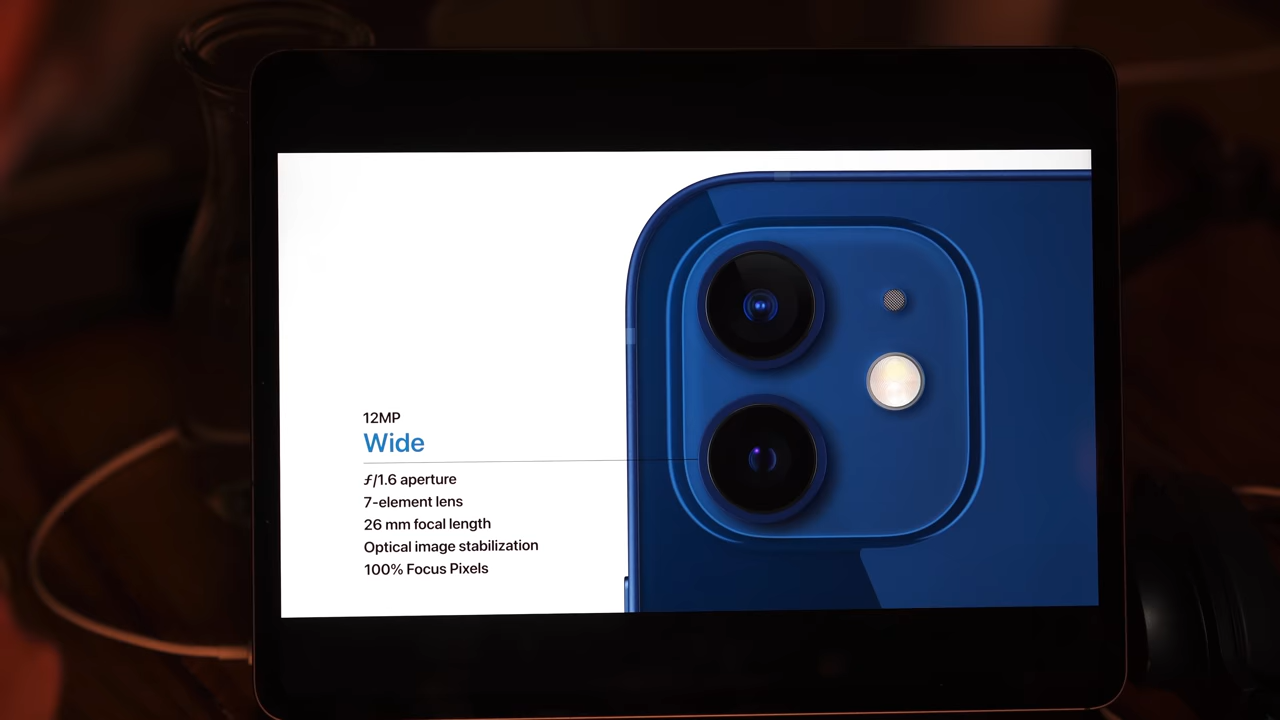 12MP
Wide
ƒ/1.6 aperture
7-element lens
26 mm focal length
Optical image stabilization
100% Focus Pixels